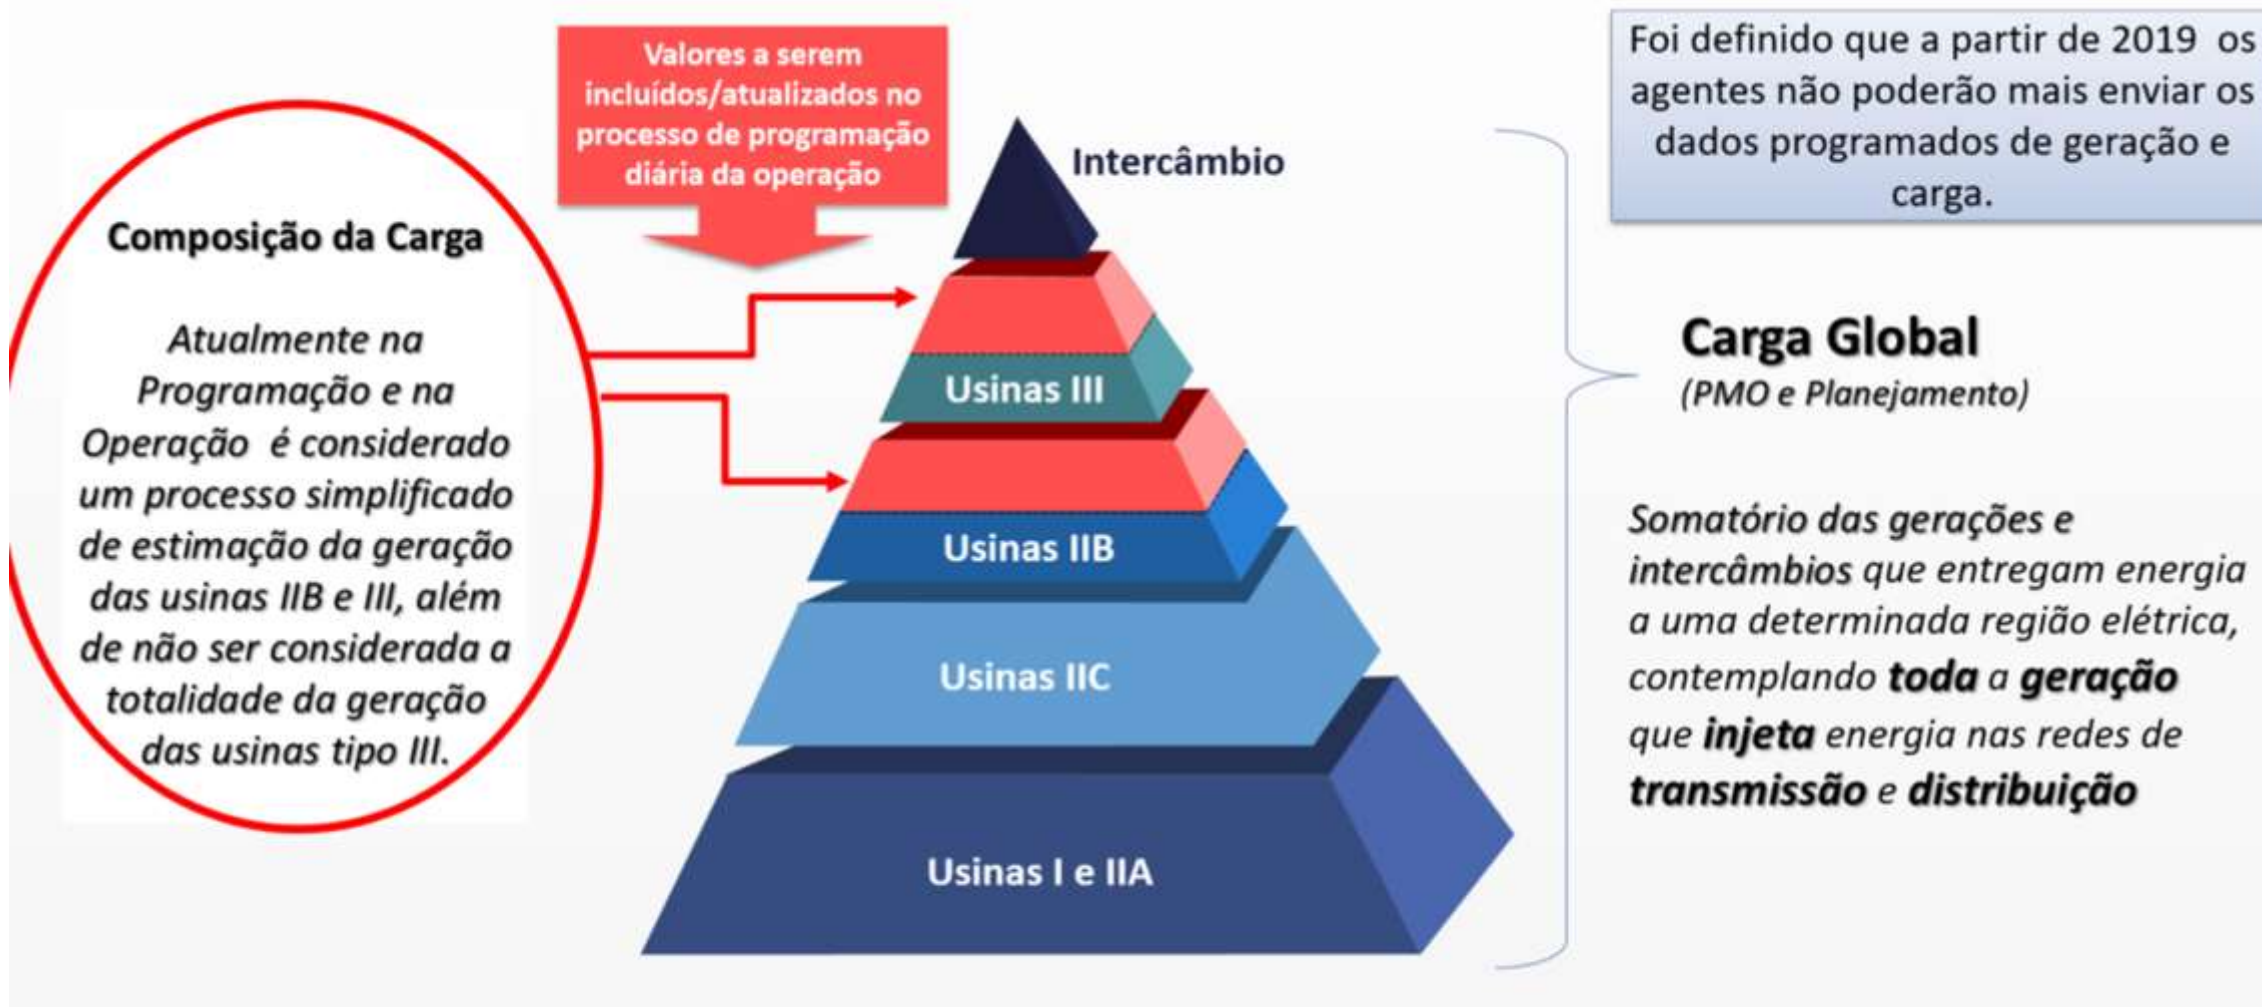 Valores a serem
incluídos/atualizados no
processo de programação
diária da operação
Foi definido que a partir de 2019 os
agentes não poderão mais enviar os
dados programados de geração e
carga.
Composição da Carga
Atualmente na
Programação e na
Operação é considerado
um processo simplificado
de estimação da geração
das usinas IIB e III, além
de não ser considerada a
totalidade da geração
das usinas tipo III.
Intercâmbio
Usinas III
Usinas IIB
Usinas IIC
Usinas I e IIA
Carga Global
(PMO e Planejamento)
Somatório das gerações e
intercâmbios que entregam energia
a uma determinada região elétrica,
contemplando toda a geração
que injeta energia nas redes de
transmissão e distribuição